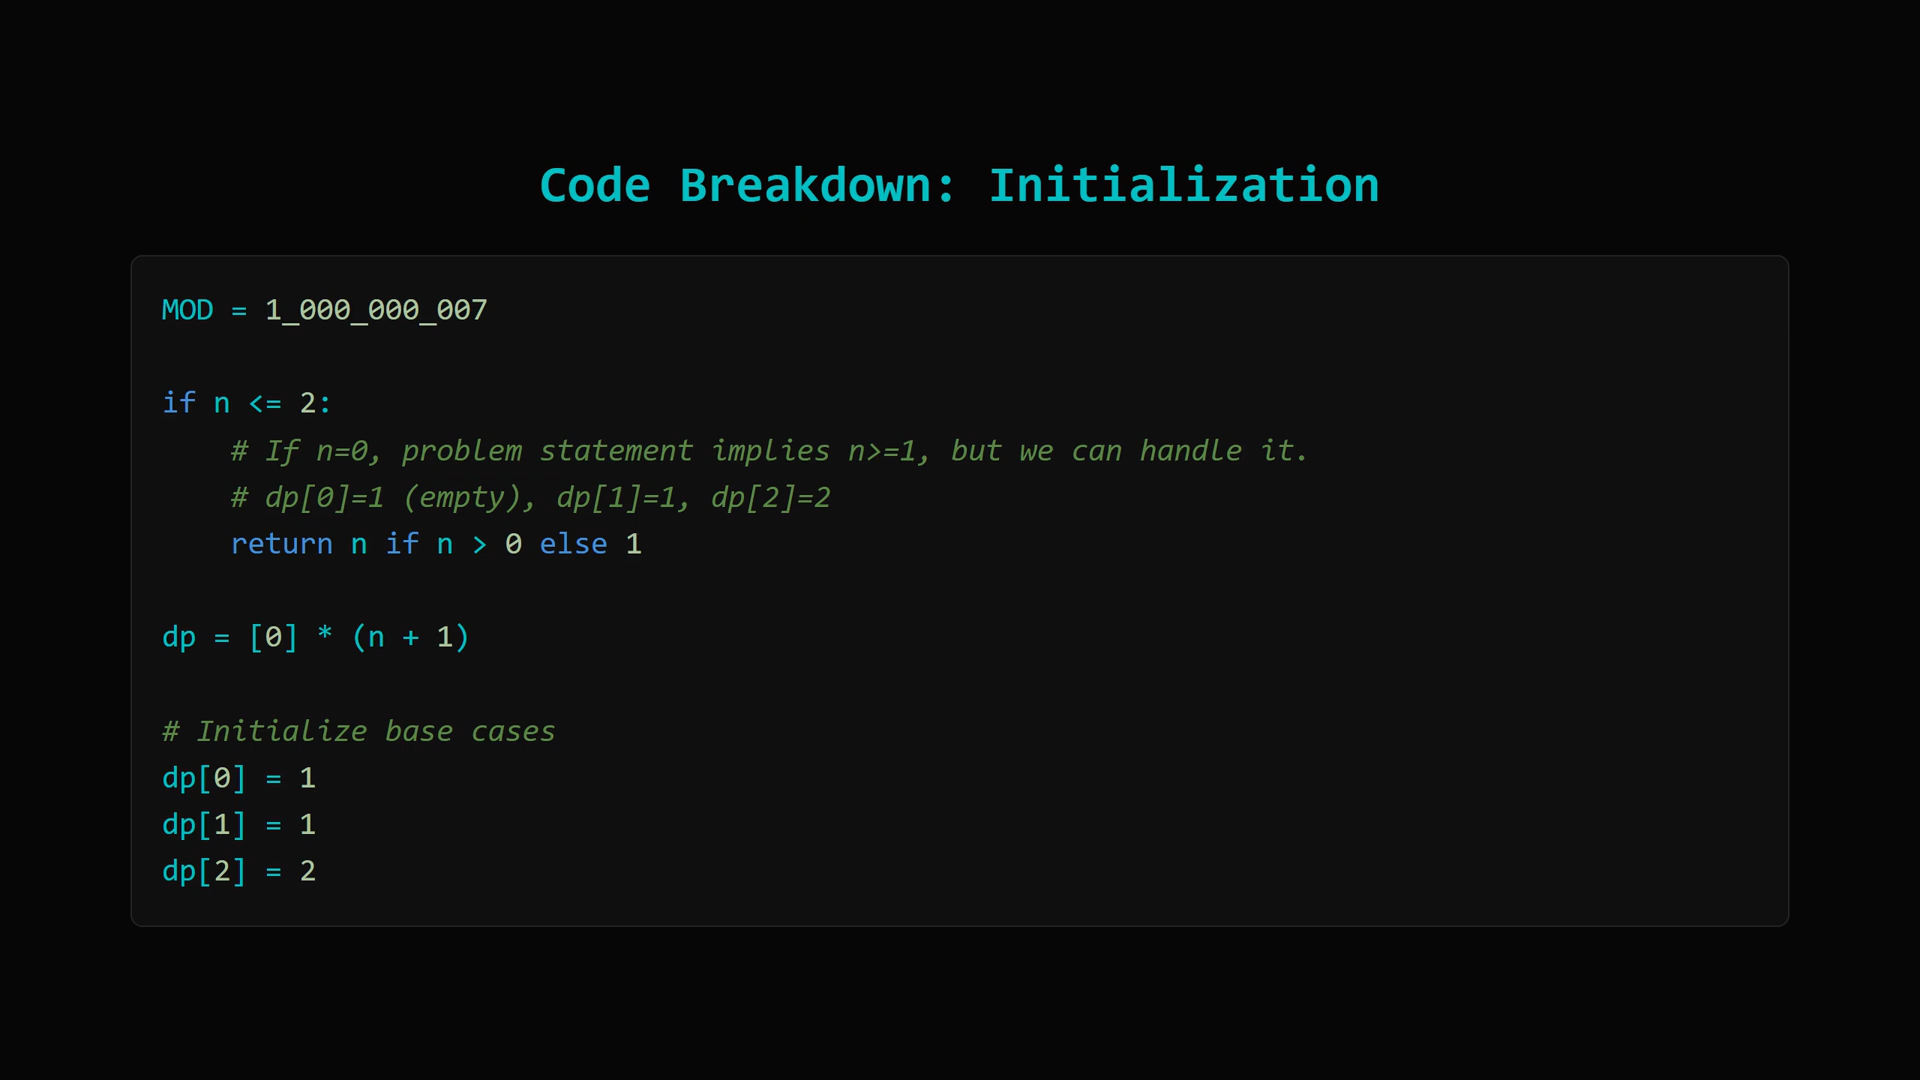 Code Breakdown: Initialization
MOD = 1_000_000_007
if n <= 2:
    # If n=0, problem statement implies n>=1, but we can handle it.
    # dp[0]=1 (empty), dp[1]=1, dp[2]=2
    return n if n > 0 else 1
dp = [0] * (n + 1)
# Initialize base cases
dp[0] = 1
dp[1] = 1
dp[2] = 2